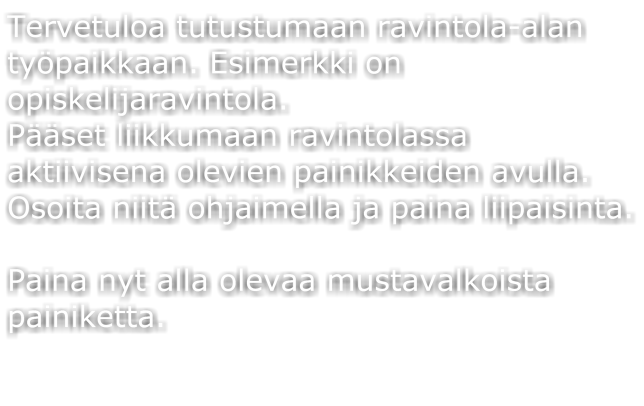 Tervetuloa tutustumaan ravintola-alan
työpaikkaan. Esimerkki on
opiskelijaravintola.
Pääset liikkumaan ravintolassa
aktiivisena olevien painikkeiden avulla.
Osoita niitä ohjaimella ja paina liipaisinta.

Paina nyt alla olevaa mustavalkoista
painiketta.